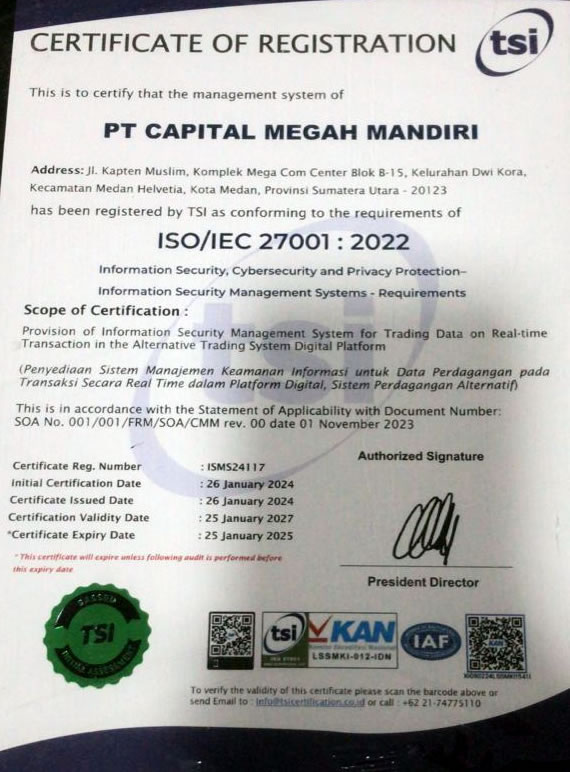 CERTIFICATE OF REGISTRATION
tsi
This is to certify that the management system of
PT CAPITAL MEGAH MANDIRI
Address: Jl. Kapten Muslim, Komplek Mega Com Center Blok B-15, Kelurahan Dwi Kora,
Kecamatan Medan Helvetia, Kota Medan, Provinsi Sumatera Utara - 20123
has been registered by TSI as conforming to the requirements of
ISO/IEC 27001 : 2022
Information Security, Cybersecurity and Privacy Protection–
Information Security Management Systems - Requirements
Scope of Certification :
Provision of Information Security Management System for Trading Data on Real-time
Transaction in the Alternative Trading System Digital Platform
(Penyediaan Sistem Manajemen Keamanan Informasi untuk Data Perdagangan pada
Transaksi Secara Real Time dalam Platform Digital, Sistem Perdagangan Alternatif)
This is in accordance with the Statement of Applicability with Document Number:
SOA No. 001/001/FRM/SOA/CMM rev. 00 date 01 November 2023
Authorized Signature
Certificate Reg. Number : ISMS24117
Initial Certification Date : 26 January 2024
Certificate Issued Date : 26 January 2024
Certification Validity Date : 25 January 2027
*Certificate Expiry Date : 25 January 2025
* This certificate will expire unless following audit is performed before
this expiry date
President Director
TSI
tsi
KAN
Komite Akreditasi Nasional
LSSMKI-012-IDN
IAF
To verify the validity of this certificate please scan the barcode above or
send Email to : Info@tsicertification.co.id or call : +62 21-74775110